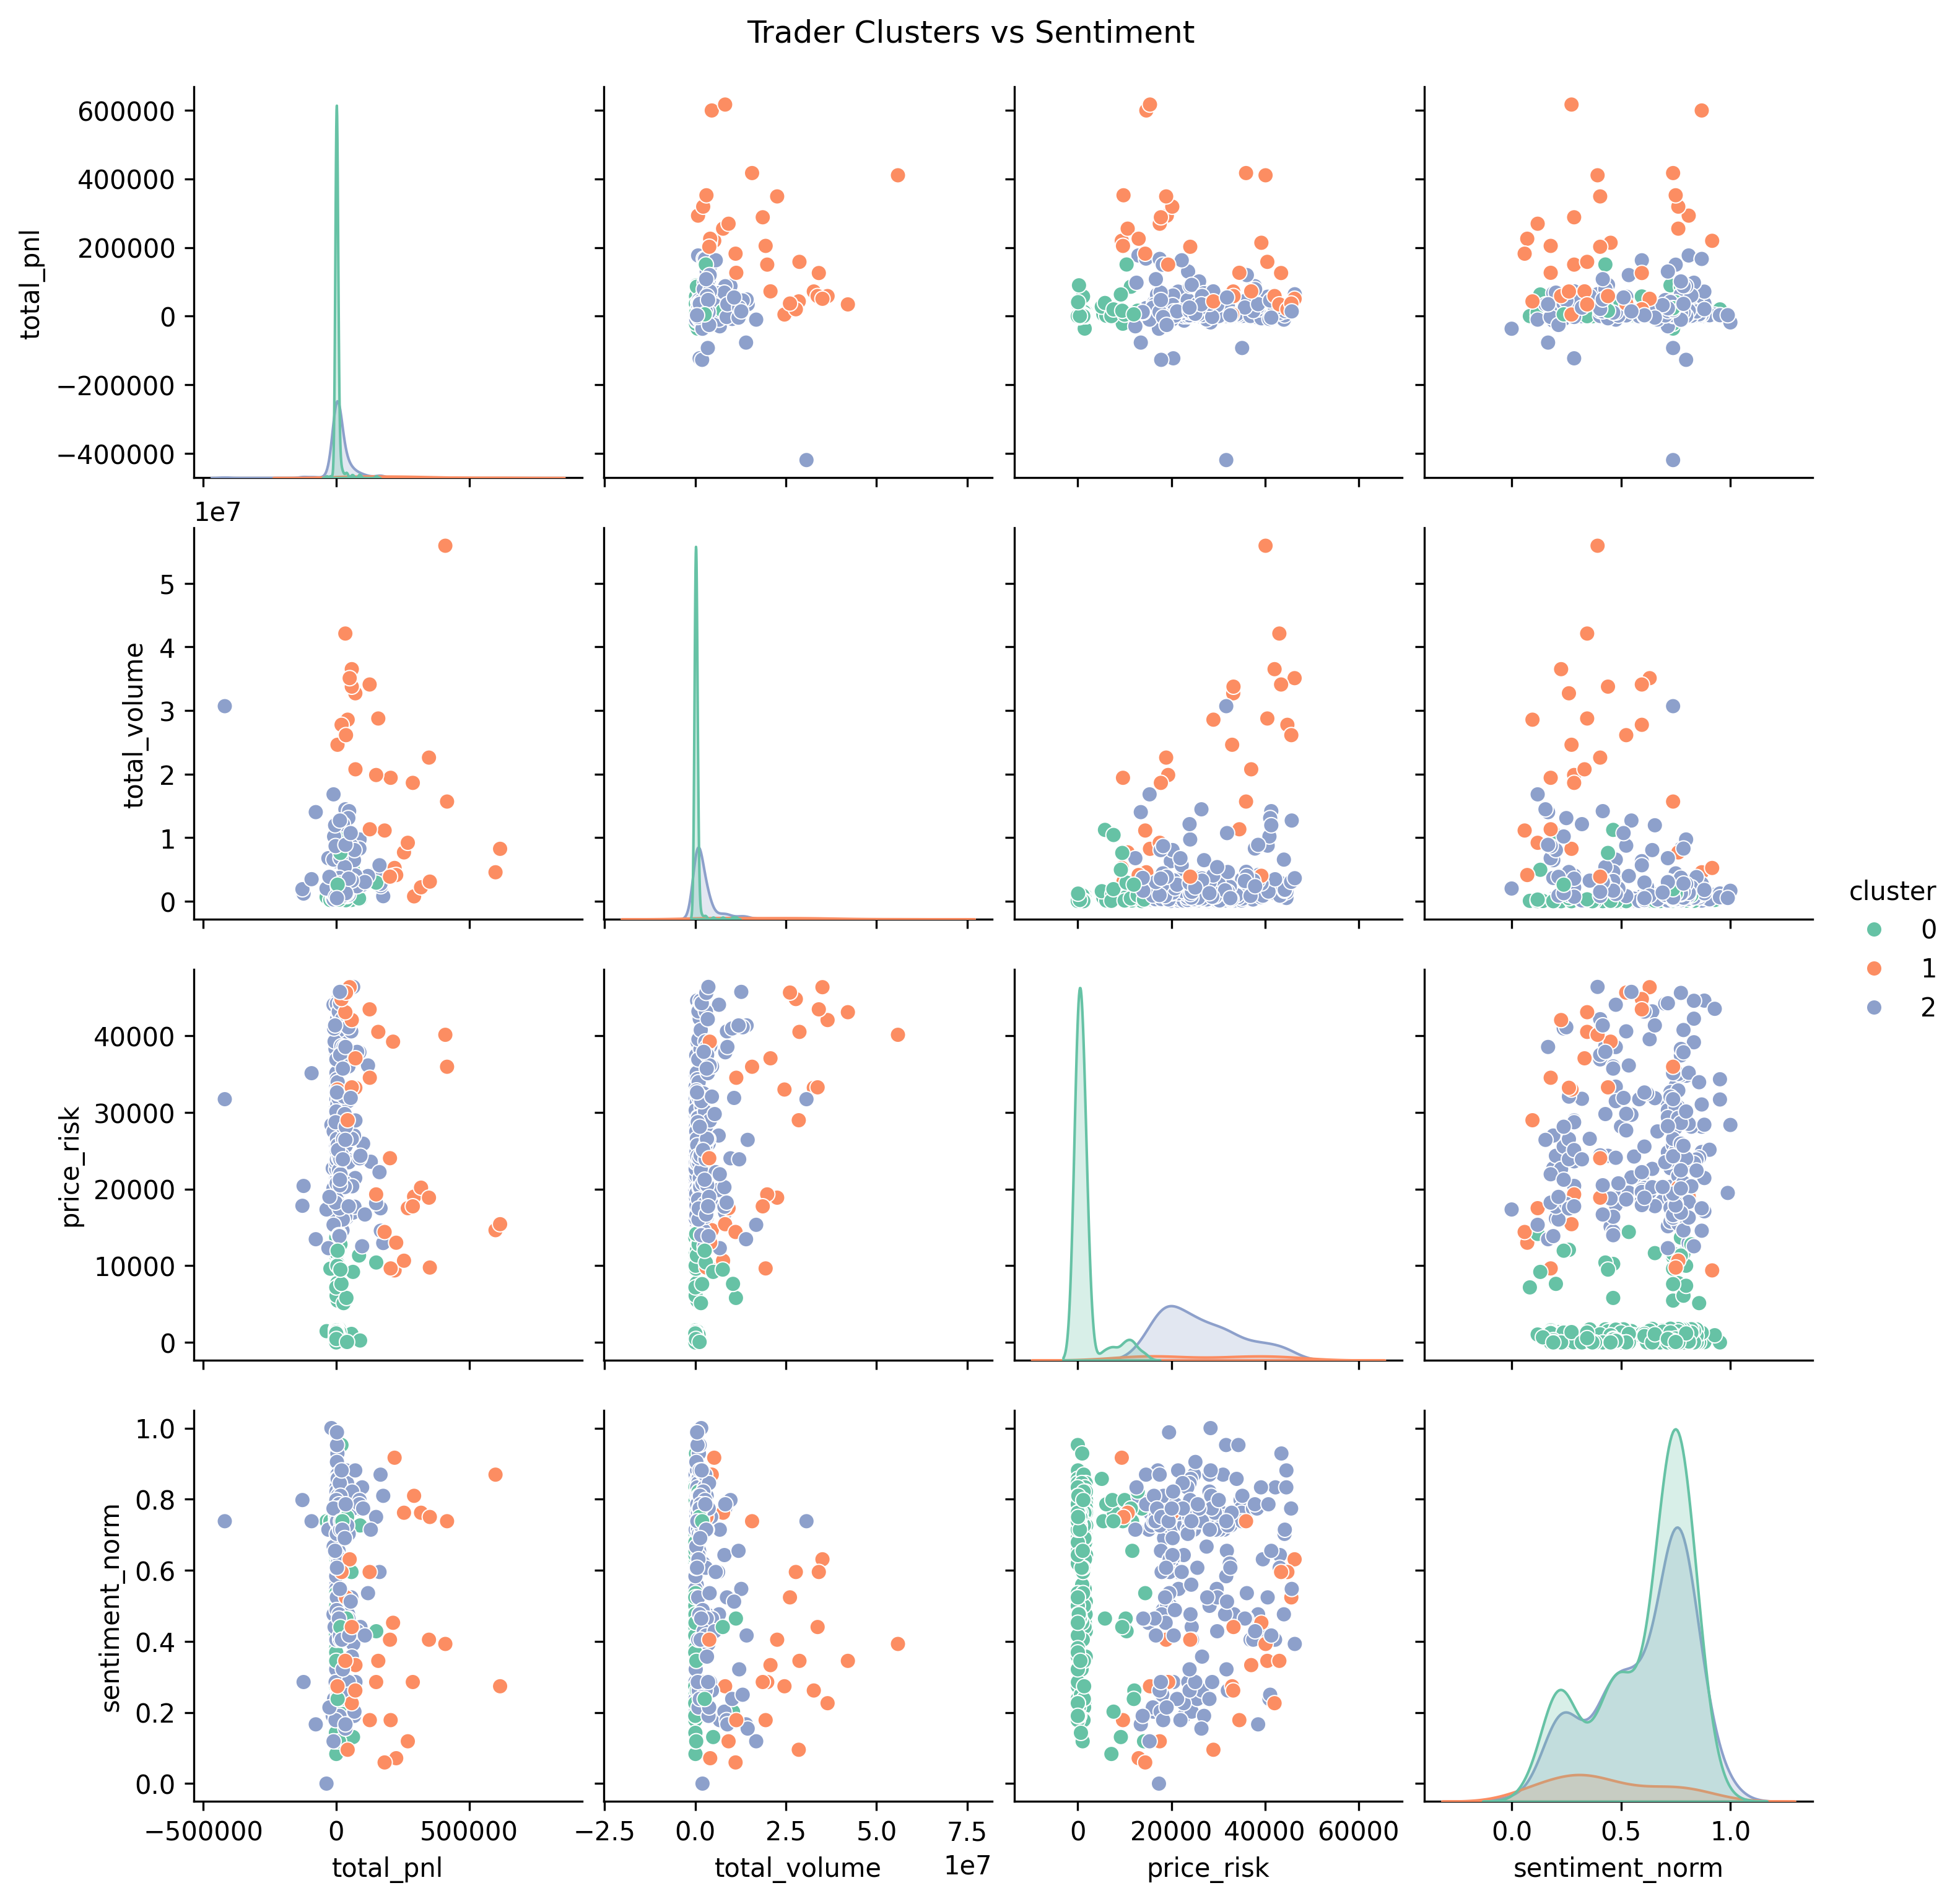 Trader Clusters vs Sentiment
600000
400000
200000
0
−200000
−400000
total_pnl
1e7
5
4
3
2
1
0
total_volume
cluster
0
1
2
40000
30000
20000
10000
0
price_risk
1.0
0.8
0.6
0.4
0.2
0.0
sentiment_norm
−500000 0 500000
−2.5 0.0 2.5 5.0 7.5
0 20000 40000 60000
0.0 0.5 1.0
1e7
total_pnl total_volume price_risk sentiment_norm